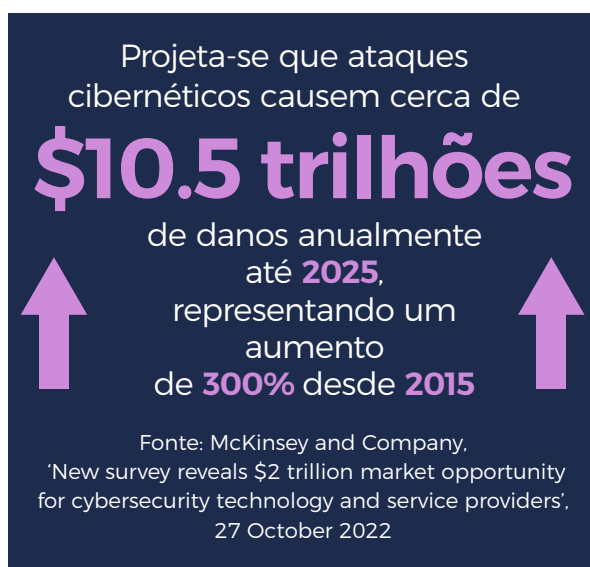 Projeta-se que ataques
cibernéticos causem cerca de
$10.5 trilhões
de danos anualmente
até 2025,
representando um
aumento
de 300% desde 2015
Fonte: McKinsey and Company,
‘New survey reveals $2 trillion market opportunity
for cybersecurity technology and service providers’,
27 October 2022